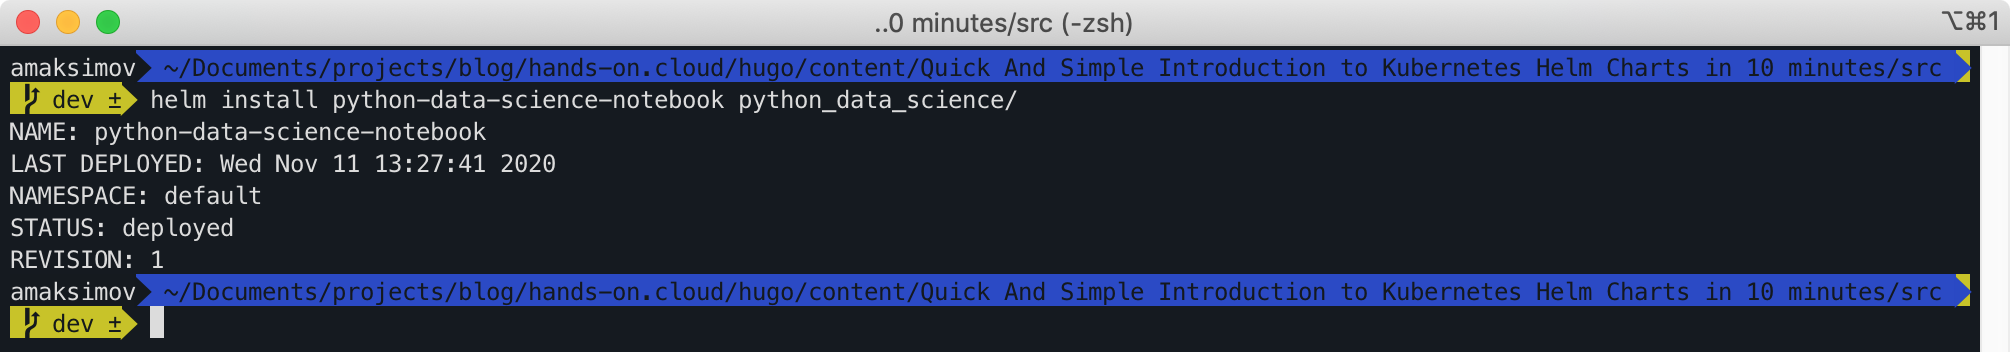 ..0 minutes/src (-zsh) ⌥⌘1
amaksimov ~/Documents/projects/blog/hands-on.cloud/hugo/content/Quick And Simple Introduction to Kubernetes Helm Charts in 10 minutes/src
dev ± helm install python-data-science-notebook python_data_science/
NAME: python-data-science-notebook
LAST DEPLOYED: Wed Nov 11 13:27:41 2020
NAMESPACE: default
STATUS: deployed
REVISION: 1
amaksimov ~/Documents/projects/blog/hands-on.cloud/hugo/content/Quick And Simple Introduction to Kubernetes Helm Charts in 10 minutes/src
dev ±